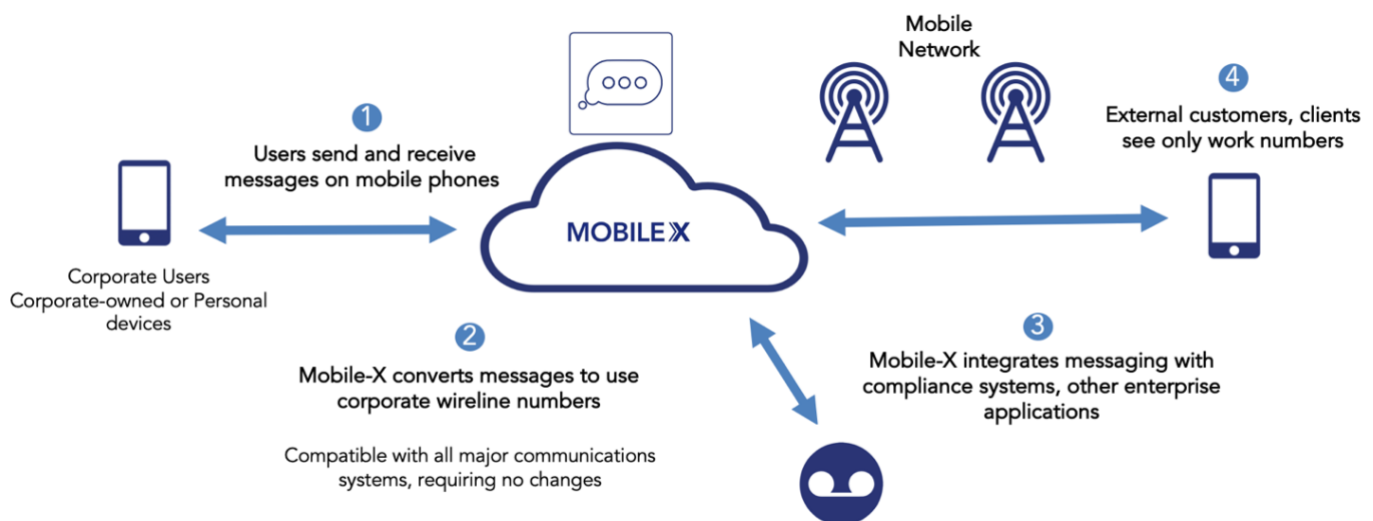 Mobile
Network
1
Users send and receive
messages on mobile phones
4
External customers, clients
see only work numbers
MOBILEX
Corporate Users
Corporate-owned or Personal
devices
2
Mobile-X converts messages to use
corporate wireline numbers
Compatible with all major communications
systems, requiring no changes
3
Mobile-X integrates messaging with
compliance systems, other enterprise
applications